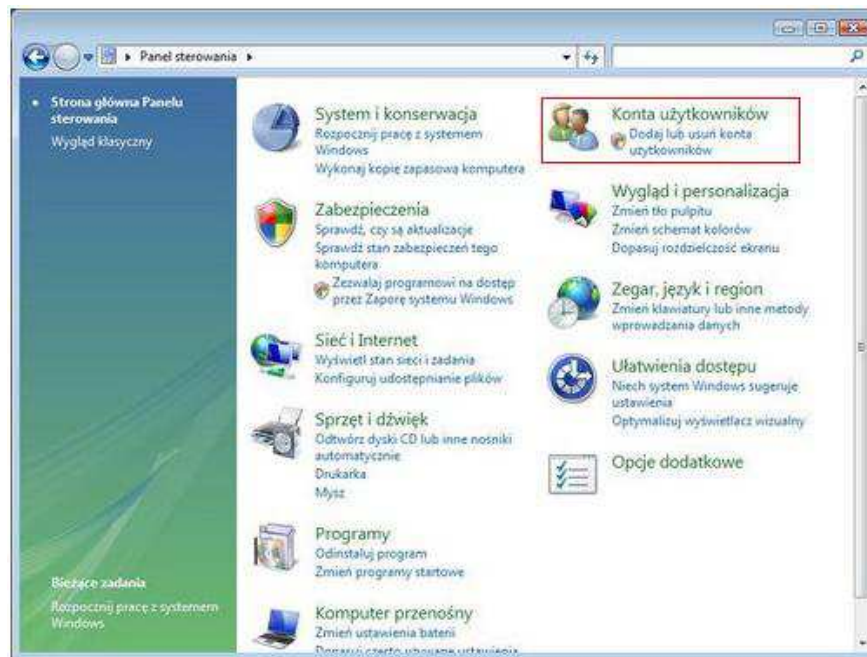 Panel sterowania
Strona główna Panelu
sterowania
Wygląd klasyczny
System i konserwacja
Rozpocznij pracę z systemem
Windows
Wykonaj kopię zapasową komputera
Zabezpieczenia
Sprawdź, czy są aktualizacje
Sprawdź stan zabezpieczeń tego
komputera
Zezwalaj programowi na dostęp
przez Zaporę systemu Windows
Sieć i Internet
Wyświetl stan sieci i zadania
Konfiguruj udostępnianie plików
Sprzęt i dźwięk
Odtwórz dyski CD lub inne nośniki
automatycznie
Drukarka
Mysz
Programy
Odinstaluj program
Zmień programy startowe
Komputer przenośny
Zmień ustawienia baterii
Dopasuj często używane ustawienia
Konta użytkowników
Dodaj lub usuń konta
użytkowników
Wygląd i personalizacja
Zmień tło pulpitu
Zmień schemat kolorów
Dopasuj rozdzielczość ekranu
Zegar, język i region
Zmień klawiatury lub inne metody
wprowadzania danych
Ułatwienia dostępu
Niech system Windows sugeruje
ustawienia
Optymalizuj wyświetlacz wizualny
Opcje dodatkowe
Bieżące zadania
Rozpocznij pracę z systemem
Windows